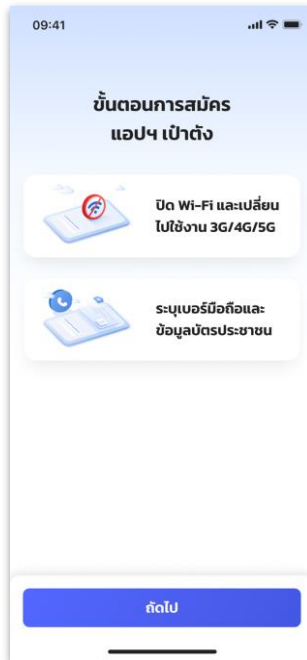 09:41
ขั้นตอนการสมัคร
แอปฯ เป๋าตัง
ปิด Wi-Fi และเปลี่ยน
ไปใช้งาน 3G/4G/5G
ระบุเบอร์มือถือและ
ข้อมูลบัตรประชาชน
ถัดไป